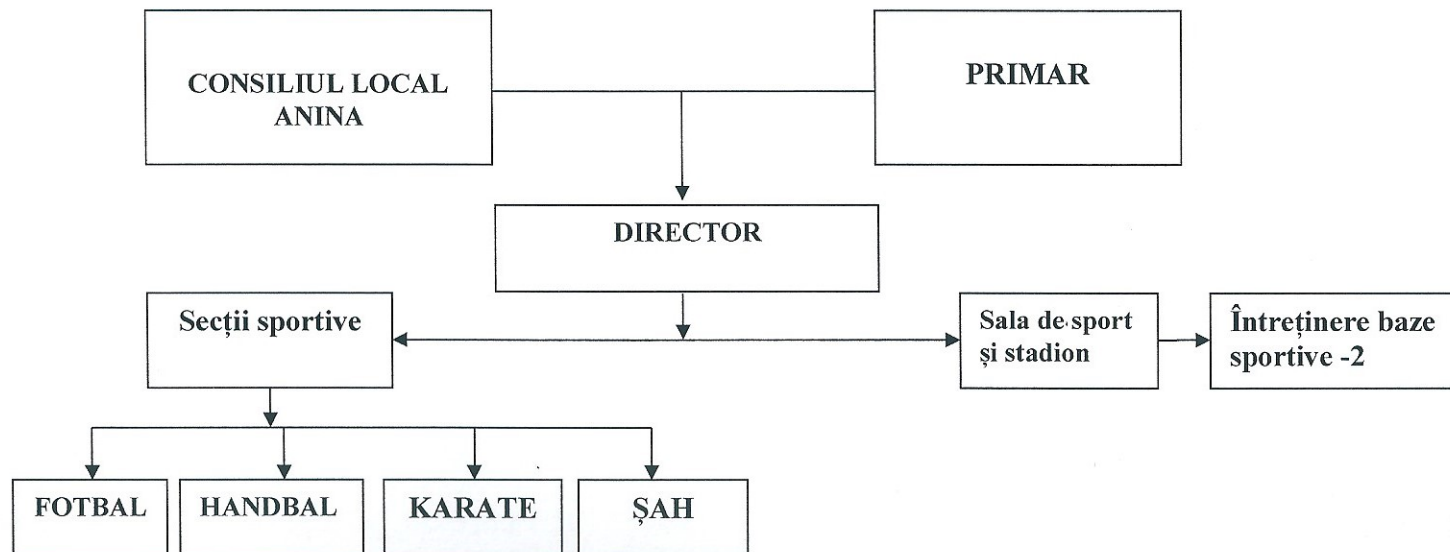 CONSILIUL LOCAL
ANINA
PRIMAR
DIRECTOR
Secții sportive
Sala de sport
și stadion
Întreținere baze
sportive -2
FOTBAL
HANDBAL
KARATE
ȘAH